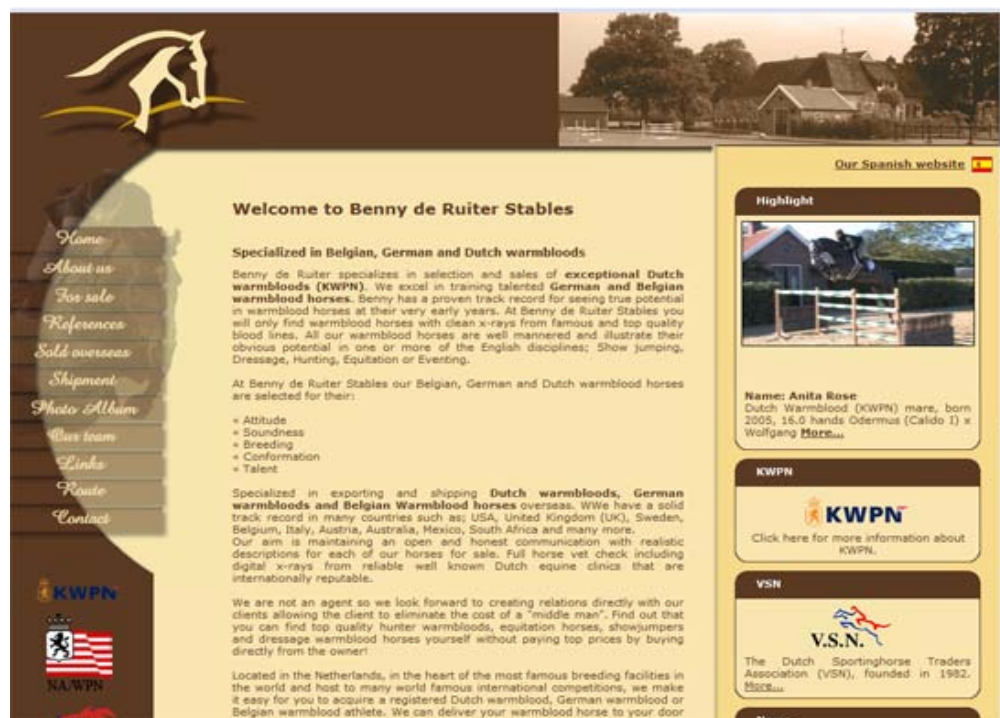 Our Spanish website
Home
About us
For sale
References
Sold overseas
Shipment
Photo Album
Our team
Links
Route
Contact
KWPN
NA/WPN
Welcome to Benny de Ruiter Stables
Specialized in Belgian, German and Dutch warmbloods
Benny de Ruiter specializes in selection and sales of exceptional Dutch
warmbloods (KWPN). We excel in training talented German and Belgian
warmblood horses. Benny has a proven track record for seeing true potential
in warmblood horses at their very early years. At Benny de Ruiter Stables you
will only find warmblood horses with clean x-rays from famous and top quality
blood lines. All our warmblood horses are well mannered and illustrate their
obvious potential in one or more of the English disciplines; Show jumping,
Dressage, Hunting, Equitation or Eventing.
At Benny de Ruiter Stables our Belgian, German and Dutch warmblood horses
are selected for their:
» Attitude
» Soundness
» Breeding
» Conformation
» Talent
Specialized in exporting and shipping Dutch warmbloods, German
warmbloods and Belgian Warmblood horses overseas. WWe have a solid
track record in many countries such as; USA, United Kingdom (UK), Sweden,
Belgium, Italy, Austria, Australia, Mexico, South Africa and many more.
Our aim is maintaining an open and honest communication with realistic
descriptions for each of our horses for sale. Full horse vet check including
digital x-rays from reliable well known Dutch equine clinics that are
internationally reputable.
We are not an agent so we look forward to creating relations directly with our
clients allowing the client to eliminate the cost of a "middle man". Find out that
you can find top quality hunter warmbloods, equitation horses, showjumpers
and dressage warmblood horses yourself without paying top prices by buying
directly from the owner!
Located in the Netherlands, in the heart of the most famous breeding facilities in
the world and host to many world famous international competitions, we make
it easy for you to acquire a registered Dutch warmblood, German warmblood or
Belgian warmblood athlete. We can deliver your warmblood horse to your door
Highlight
Name: Anita Rose
Dutch Warmblood (KWPN) mare, born
2005, 16.0 hands Odermus (Calido I) x
Wolfgang More...
KWPN
KWPN
Click here for more information about
KWPN.
VSN
V.S.N.
The Dutch Sportinghorse Traders
Association (VSN), founded in 1982.
More...